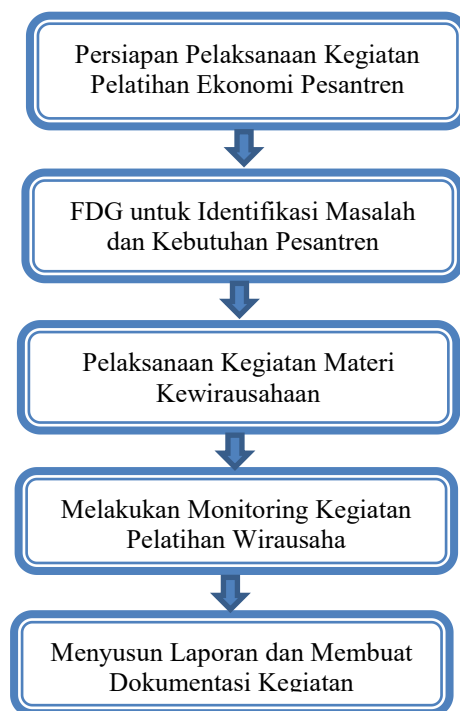 Persiapan Pelaksanaan Kegiatan
Pelatihan Ekonomi Pesantren
FDG untuk Identifikasi Masalah
dan Kebutuhan Pesantren
Pelaksanaan Kegiatan Materi
Kewirausahaan
Melakukan Monitoring Kegiatan
Pelatihan Wirausaha
Menyusun Laporan dan Membuat
Dokumentasi Kegiatan